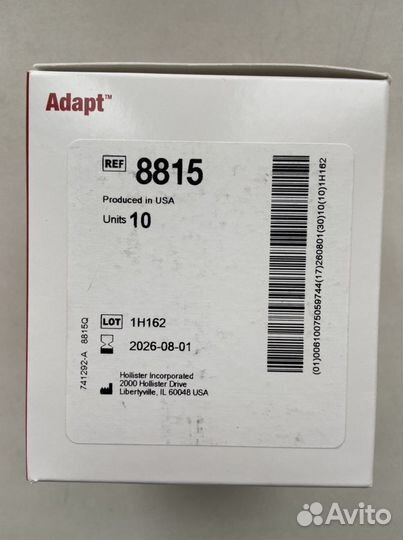 Adapt™
REF 8815
Produced in USA
Units 10
LOT 1H162
2026-08-01
Hollister Incorporated
2000 Hollister Drive
Libertyville, IL 60048 USA
741292-A 8815Q
(01)00610075059744(17)260801(30)10(10)1H162
Avito